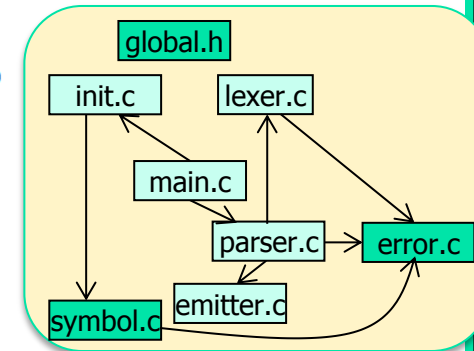 global.h
init.c
lexer.c
main.c
parser.c
error.c
emitter.c
symbol.c